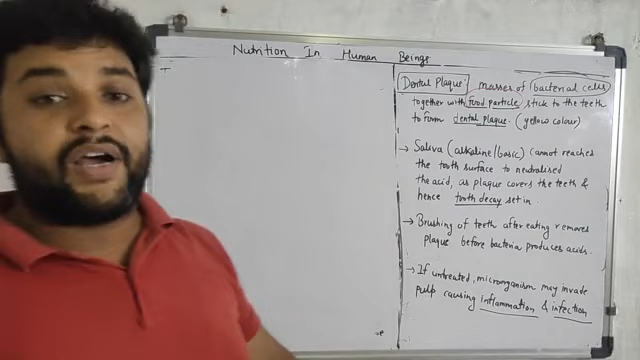 Nutrition In Human Beings
Dental Plaque: masses of bacterial cells
together with food particle, stick to the teeth
to form dental plaque. (yellow colour)
→ Saliva (alkaline/basic) cannot reaches
the tooth surface to neutralised
the acid, as plaque covers the teeth &
hence tooth decay set in.
→ Brushing of teeth after eating removes
plaque before bacteria produces acids.
→ If untreated, microrganism may invade
pulp causing inflammation & infection